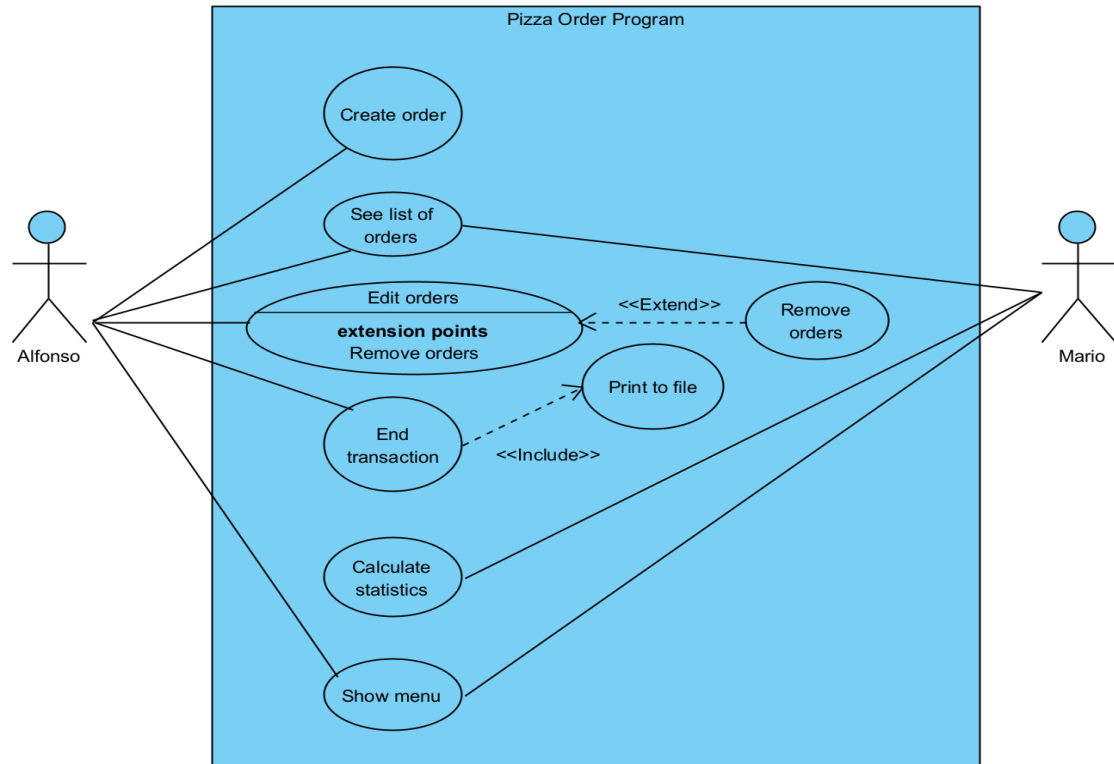 Pizza Order Program
Create order
See list of
orders
Edit orders
extension points
Remove orders
<<Extend>>
Remove
orders
Alfonso
Mario
Print to file
End
transaction
<<Include>>
Calculate
statistics
Show menu